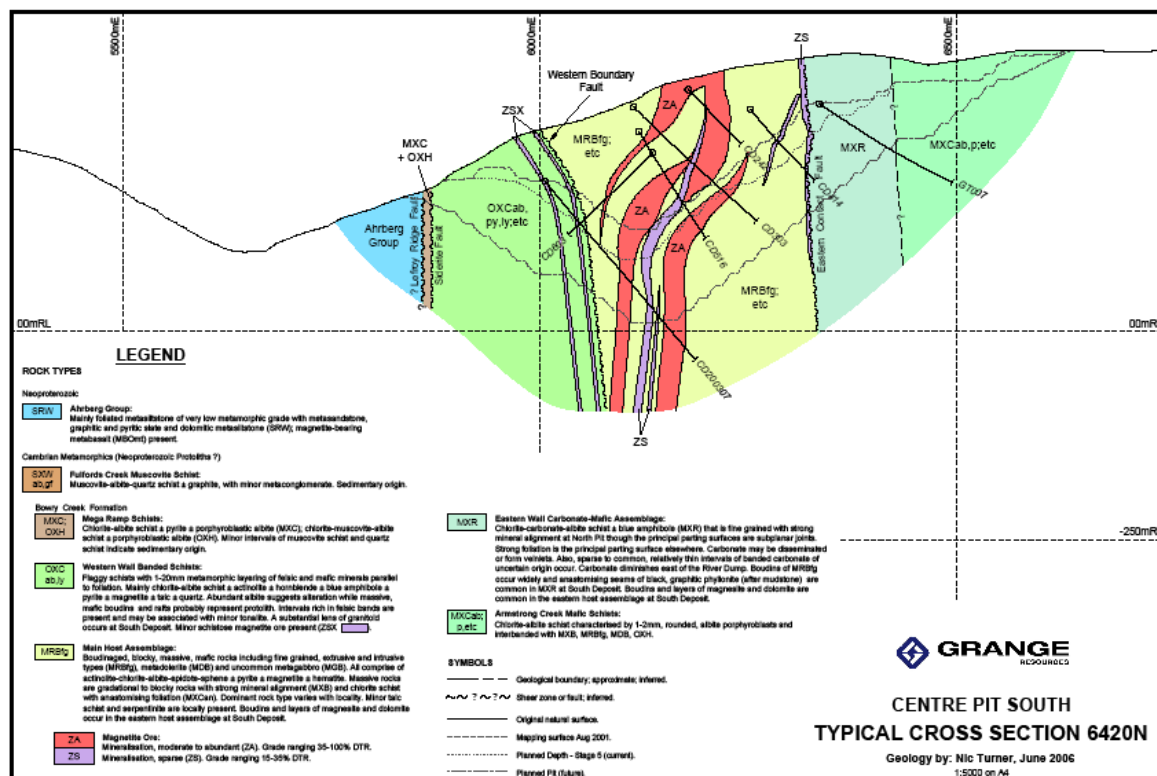 5500mE
6000mE
6500mE
ZS
Western Boundary
Fault
ZSX
MXC
+ OXH
MRBfg;
etc
ZA
MXR
MXCab,p;etc
Ahrberg
Group
? Lefroy Ridge Fault
Siderite Fault
OXCab,
py,ly;etc
ZA
ZA
MRBfg;
etc
Eastern Contact Fault
CD303
CD516
CD200307
GT007
00mRL
00mRL
ZS
-250mRL
LEGEND
ROCK TYPES
Neoproterozoic
SRW
Ahrberg Group:
Mainly foliated metasiltstone of very low metamorphic grade with metasandstone,
graphitic and pyritic slate and dolomitic metasiltstone (SRW); magnetite-bearing
metabasalt (MBOmt) present.
Cambrian Metamorphics (Neoproterozoic Protoliths ?)
SXW
ab,gf
Fulfords Creek Muscovite Schist:
Muscovite-albite-quartz schist ± graphite, with minor metaconglomerate. Sedimentary origin.
Bowry Creek Formation
MXC;
OXH
Mega Ramp Schists:
Chlorite-albite schist ± pyrite ± porphyroblastic albite (MXC); chlorite-muscovite-albite
schist ± porphyroblastic albite (OXH). Minor intervals of muscovite schist and quartz
schist indicate sedimentary origin.
OXC
ab,ly
Western Wall Banded Schists:
Flaggy schists with 1-20mm metamorphic layering of felsic and mafic minerals parallel
to foliation. Mainly chlorite-albite schist ± actinolite ± hornblende ± blue amphibole ±
pyrite ± magnetite ± talc ± quartz. Abundant albite suggests alteration while massive,
mafic boudins and rafts probably represent protolith. Intervals rich in felsic bands are
present and may be associated with minor tonalite. A substantial lens of granitoid
occurs at South Deposit. Minor schistose magnetite ore present (ZSX ).
MRBfg
Main Host Assemblage:
Boudinaged, blocky, massive, mafic rocks including fine grained, extrusive and intrusive
types (MRBfg), metadolerite (MDB) and uncommon metagabbro (MGB). All comprise of
actinolite-chlorite-albite-epidote-sphene ± pyrite ± magnetite ± hematite. Massive rocks
are gradational to blocky rocks with strong mineral alignment (MXB) and chlorite schist
with anastomising foliation (MXCan). Dominant rock type varies with locality. Minor talc
schist and serpentinite are locally present. Boudins and layers of magnesite and dolomite
occur in the eastern host assemblage at South Deposit.
ZA
ZS
Magnetite Ore:
Mineralisation, moderate to abundant (ZA). Grade ranging 35-100% DTR.
Mineralisation, sparse (ZS). Grade ranging 15-35% DTR.
MXR
Eastern Wall Carbonate-Mafic Assemblage:
Chlorite-carbonate-albite schist ± blue amphibole (MXR) that is fine grained with strong
mineral alignment at North Pit though the principal parting surfaces are subplanar joints.
Strong foliation is the principal parting surface elsewhere. Carbonate may be disseminated
or form veinlets. Also, sparse to common, relatively thin intervals of banded carbonate of
uncertain origin occur. Carbonate diminishes east of the River Dump. Boudins of MRBfg
occur widely and anastomising seams of black, graphitic phyllonite (after mudstone) are
common in MXR at South Deposit. Boudins and layers of magnesite and dolomite are
common in the eastern host assemblage at South Deposit.
MXCab;
p,etc
Armstrong Creek Mafic Schists:
Chlorite-albite schist characterised by 1-2mm, rounded, albite porphyroblasts and
interbanded with MXB, MRBfg, MDB, OXH.
SYMBOLS
Geological boundary; approximate; inferred.
Shear zone or fault; inferred.
Original natural surface.
Mapping surface Aug 2001.
Planned Depth - Stage 5 (current).
Planned Pit (future).
GRANGE
RESOURCES
CENTRE PIT SOUTH
TYPICAL CROSS SECTION 6420N
Geology by: Nic Turner, June 2006
1:5000 on A4